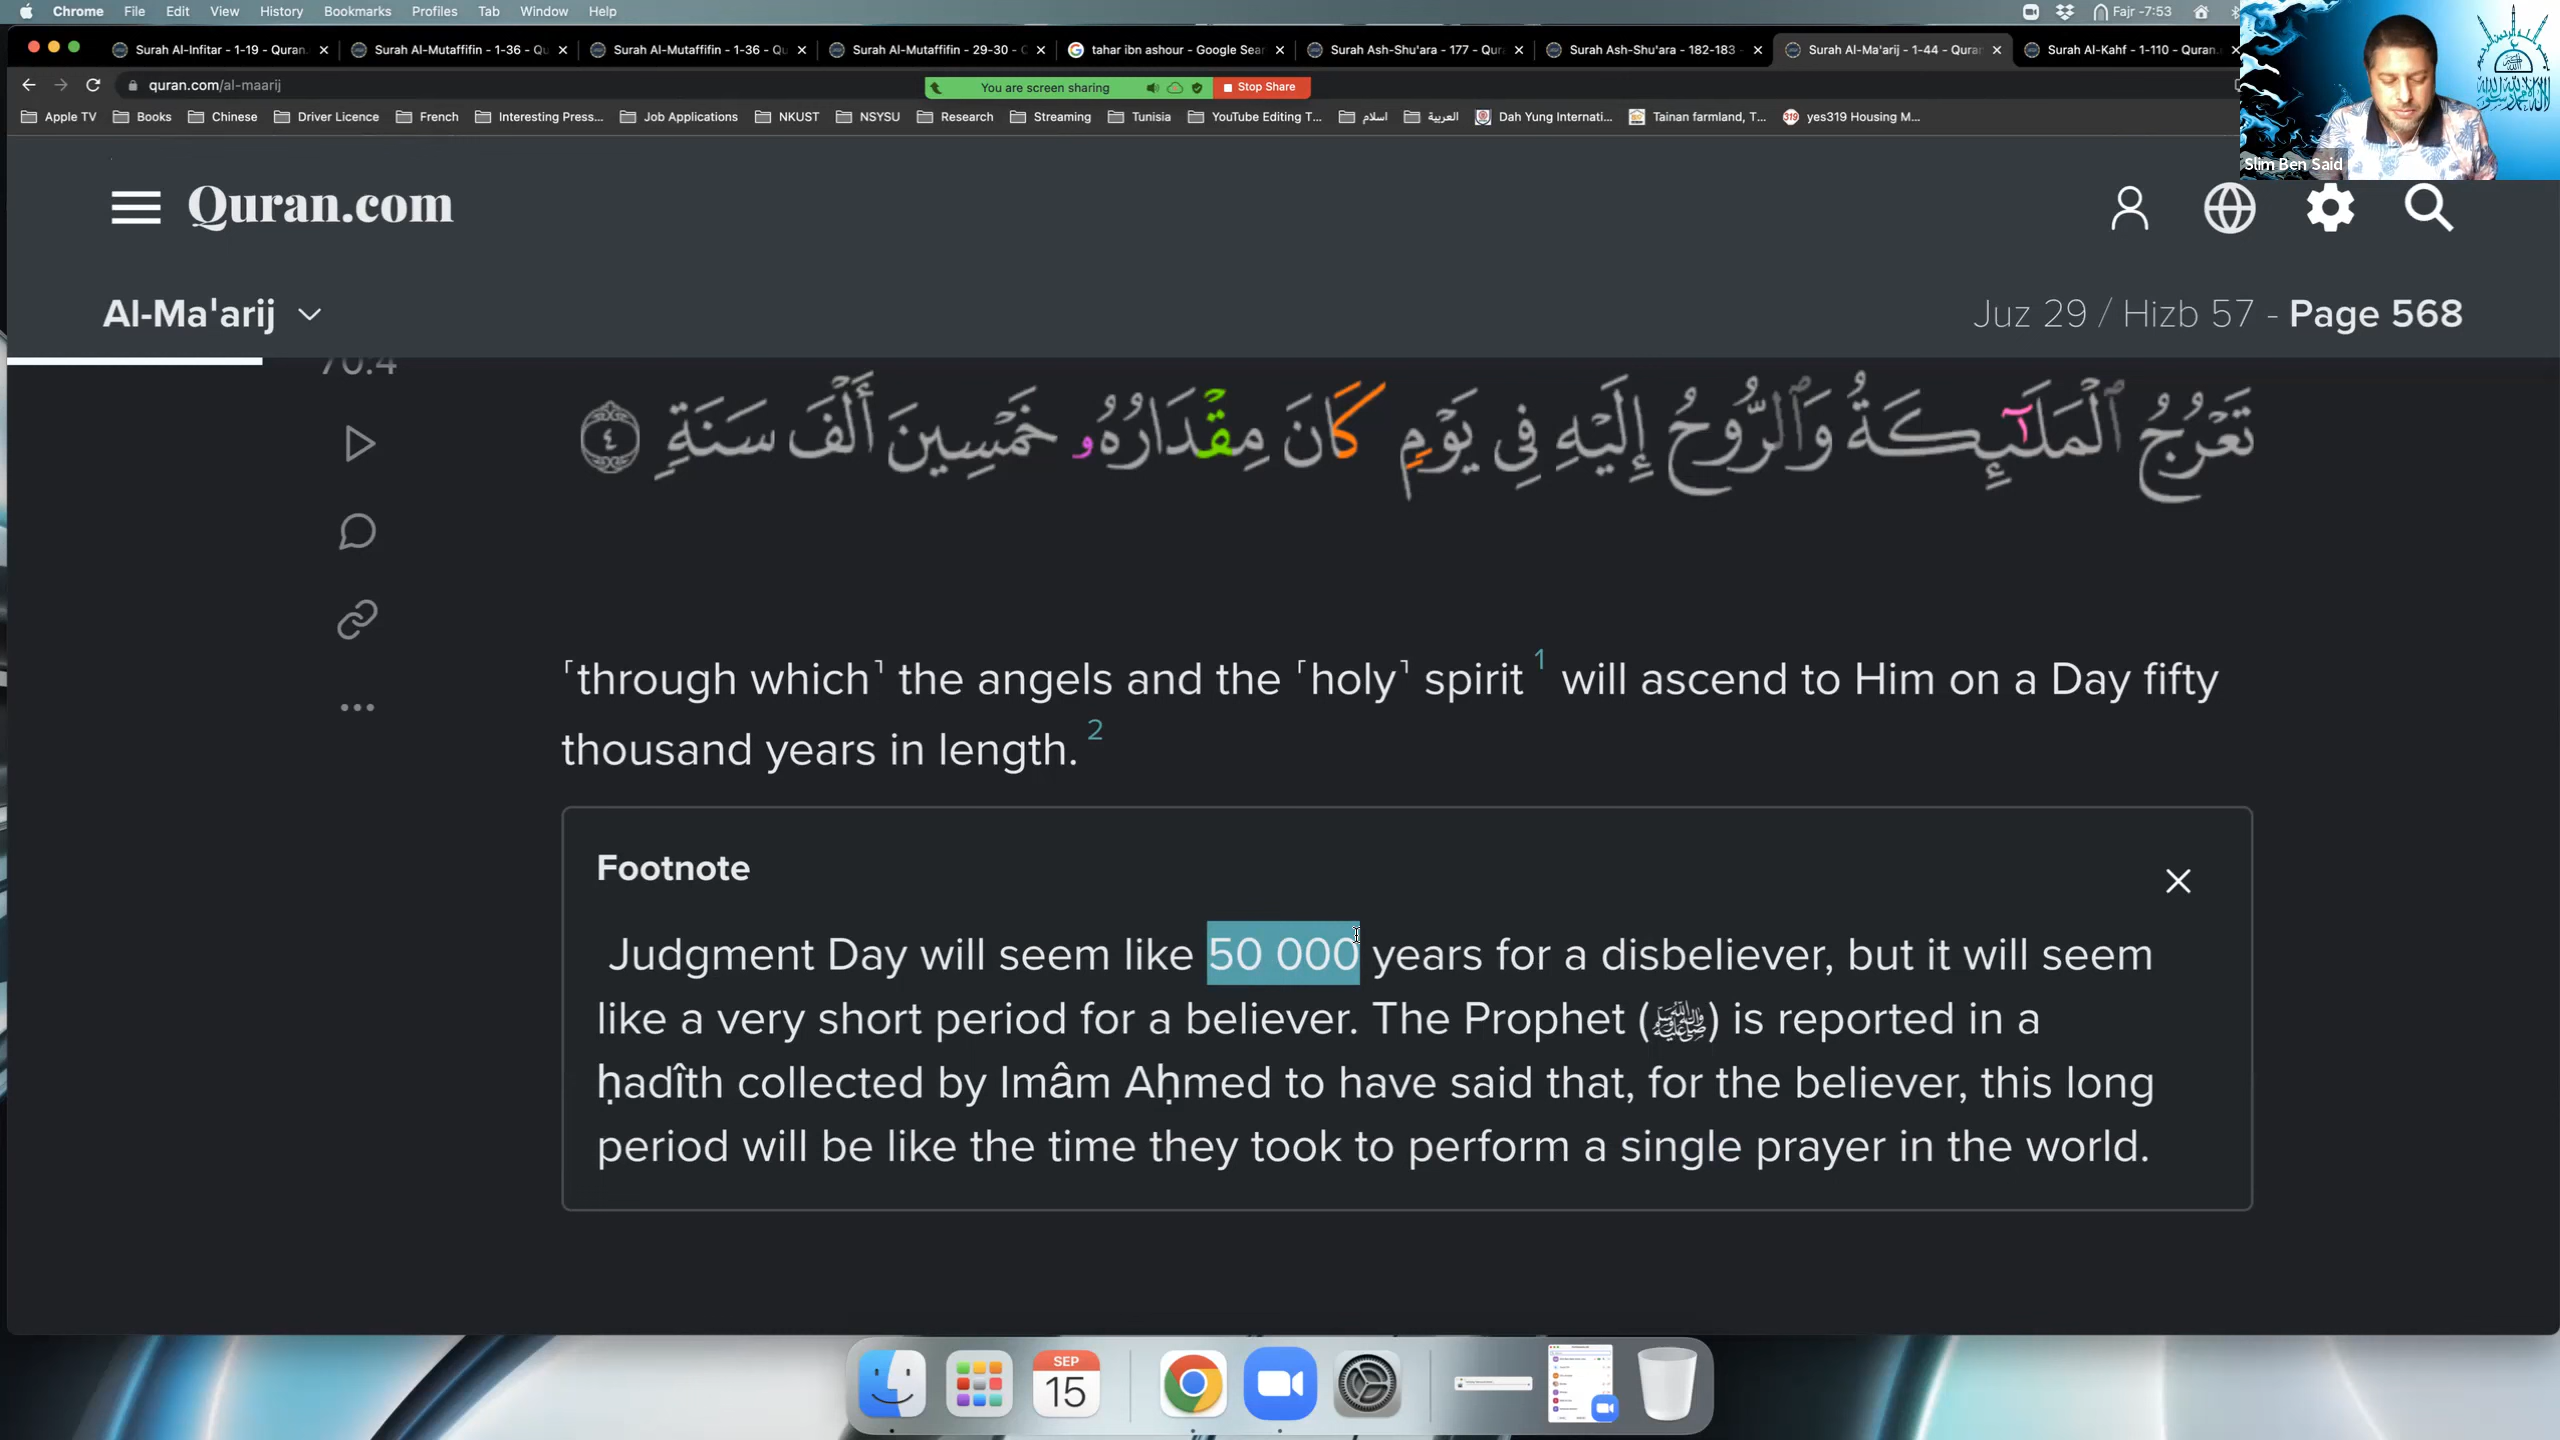 Chrome File Edit View History Bookmarks Profiles Tab Window Help
Fajr -7:53
Surah Al-Infitar - 1-19 - Quran. Surah Al-Mutaffifin - 1-36 - Qu Surah Al-Mutaffifin - 1-36 - Qu Surah Al-Mutaffifin - 29-30 - tahar ibn ashour - Google Sea Surah Ash-Shu'ara - 177 - Qur Surah Ash-Shu'ara - 182-183 - Surah Al-Ma'arij - 1-44 - Quran Surah Al-Kahf - 1-110 - Quran.
quran.com/al-maarij
You are screen sharing Stop Share
Apple TV Books Chinese Driver Licence French Interesting Press... Job Applications NKUST NSYSU Research Streaming Tunisia YouTube Editing T... اسلام العربية Dah Yung Internati... Tainan farmland, T... yes319 Housing M...
Slim Ben Said
Quran.com
Al-Ma'arij
Juz 29 / Hizb 57 - Page 568
70:4
تَعْرُجُ ٱلْمَلَـٰٓئِكَةُ وَٱلرُّوحُ إِلَيْهِ فِى يَوْمٍ كَانَ مِقْدَارُهُۥ خَمْسِينَ أَلْفَ سَنَةٍ ٤
⸢through which⸣ the angels and the ⸢holy⸣ spirit 1 will ascend to Him on a Day fifty
thousand years in length. 2
Footnote
Judgment Day will seem like 50 000 years for a disbeliever, but it will seem
like a very short period for a believer. The Prophet (ﷺ) is reported in a
ḥadîth collected by Imâm Aḥmed to have said that, for the believer, this long
period will be like the time they took to perform a single prayer in the world.
SEP
15